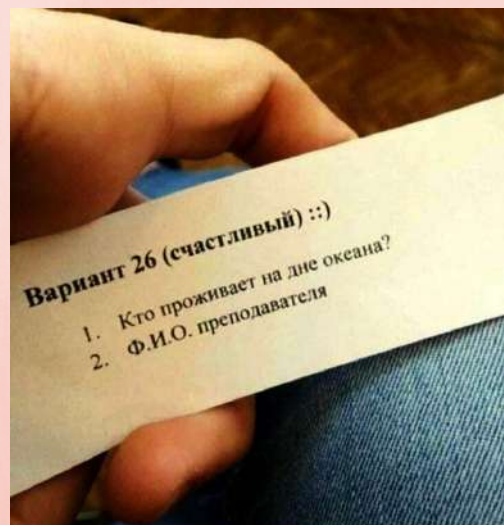 Вариант 26 (счастливый) ::)
1. Кто проживает на дне океана?
2. Ф.И.О. преподавателя